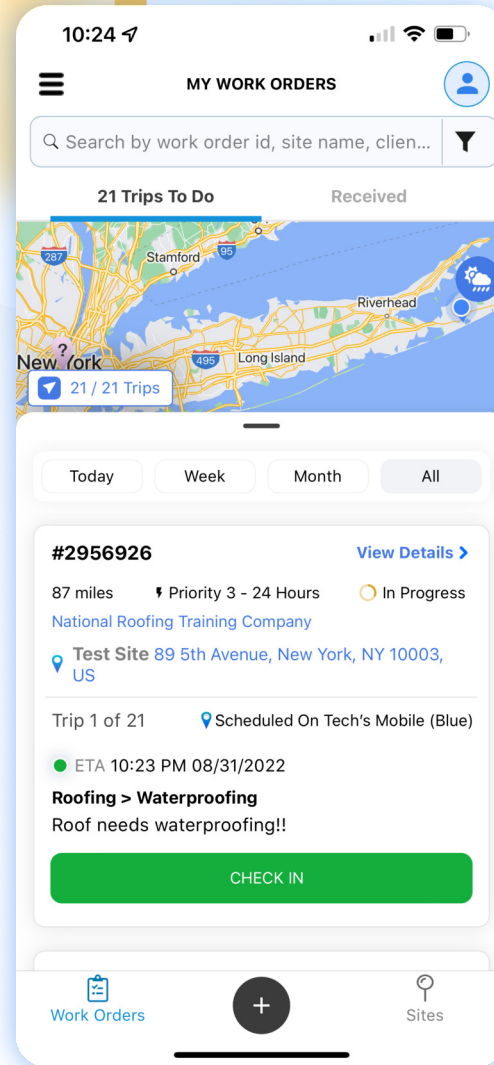 10:24
MY WORK ORDERS
Search by work order id, site name, clien...
21 Trips To Do
Received
287
Stamford
95
Riverhead
?
New York
495
Long Island
21 / 21 Trips
Today
Week
Month
All
#2956926
View Details
87 miles
Priority 3 - 24 Hours
In Progress
National Roofing Training Company
Test Site 89 5th Avenue, New York, NY 10003,
US
Trip 1 of 21
Scheduled On Tech's Mobile (Blue)
ETA 10:23 PM 08/31/2022
Roofing > Waterproofing
Roof needs waterproofing!!
CHECK IN
Work Orders
+
Sites